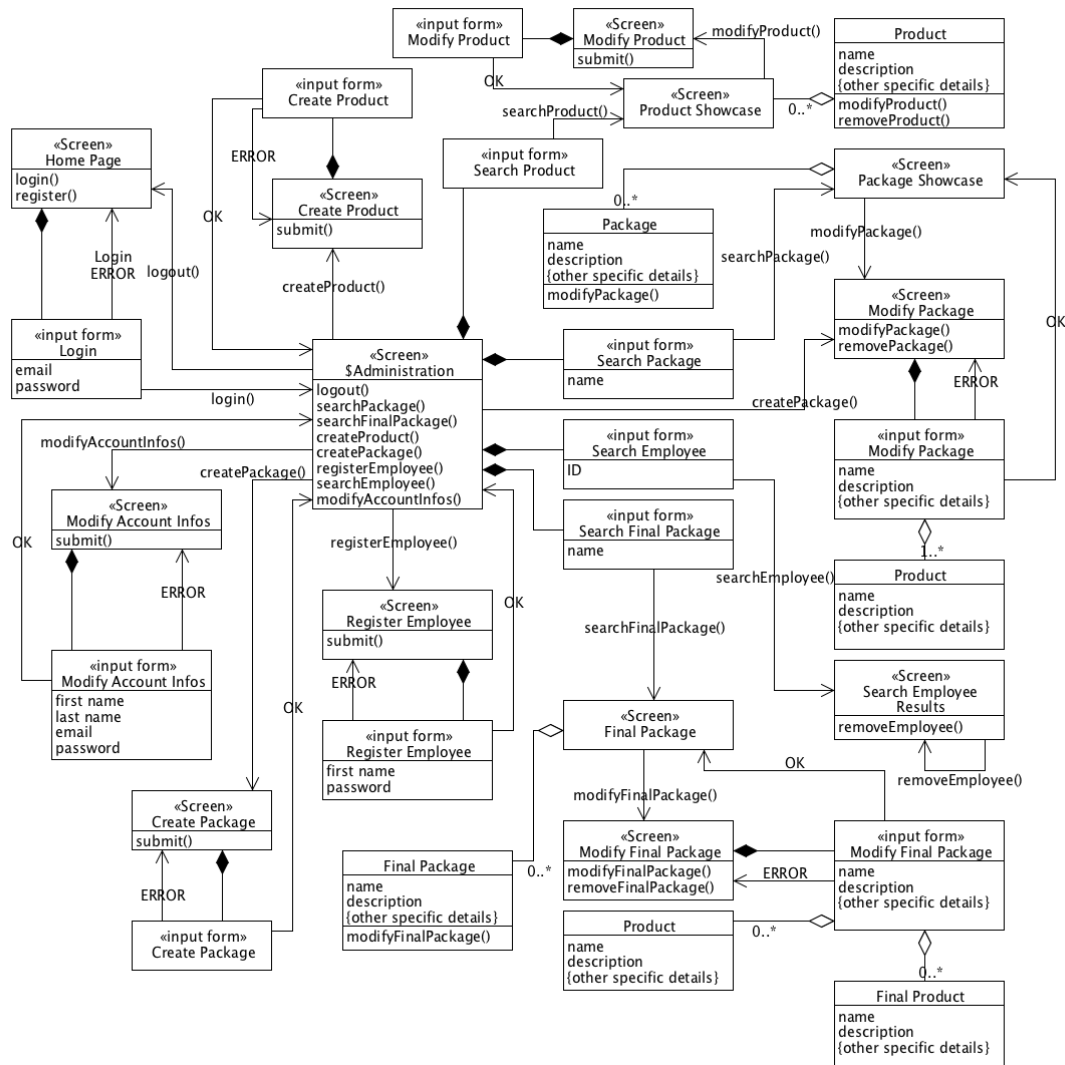 «input form»
Modify Product
«Screen»
Modify Product
submit()
modifyProduct()
Product
name
description
{other specific details}
modifyProduct()
removeProduct()
OK
«Screen»
Product Showcase
0..*
«input form»
Create Product
searchProduct()
ERROR
«input form»
Search Product
«Screen»
Home Page
login()
register()
«Screen»
Create Product
submit()
OK
«Screen»
Package Showcase
0..*
Package
name
description
{other specific details}
modifyPackage()
modifyPackage()
searchPackage()
Login
ERROR
logout()
createProduct()
«Screen»
Modify Package
modifyPackage()
removePackage()
OK
«input form»
Login
email
password
«Screen»
$Administration
logout()
searchPackage()
searchFinalPackage()
createProduct()
createPackage()
registerEmployee()
searchEmployee()
modifyAccountInfos()
«input form»
Search Package
name
ERROR
login()
createPackage()
modifyAccountInfos()
createPackage()
«input form»
Search Employee
ID
«input form»
Modify Package
name
description
{other specific details}
«Screen»
Modify Account Infos
submit()
«input form»
Search Final Package
name
OK
registerEmployee()
1..*
ERROR
searchEmployee()
Product
name
description
{other specific details}
«Screen»
Register Employee
submit()
OK
searchFinalPackage()
«input form»
Modify Account Infos
first name
last name
email
password
ERROR
«Screen»
Search Employee
Results
removeEmployee()
OK
«input form»
Register Employee
first name
password
«Screen»
Final Package
OK
removeEmployee()
modifyFinalPackage()
«Screen»
Create Package
submit()
«Screen»
Modify Final Package
modifyFinalPackage()
removeFinalPackage()
«input form»
Modify Final Package
name
description
{other specific details}
Final Package
name
description
{other specific details}
modifyFinalPackage()
0..*
ERROR
ERROR
«input form»
Create Package
Product
name
description
{other specific details}
0..*
0..*
Final Product
name
description
{other specific details}